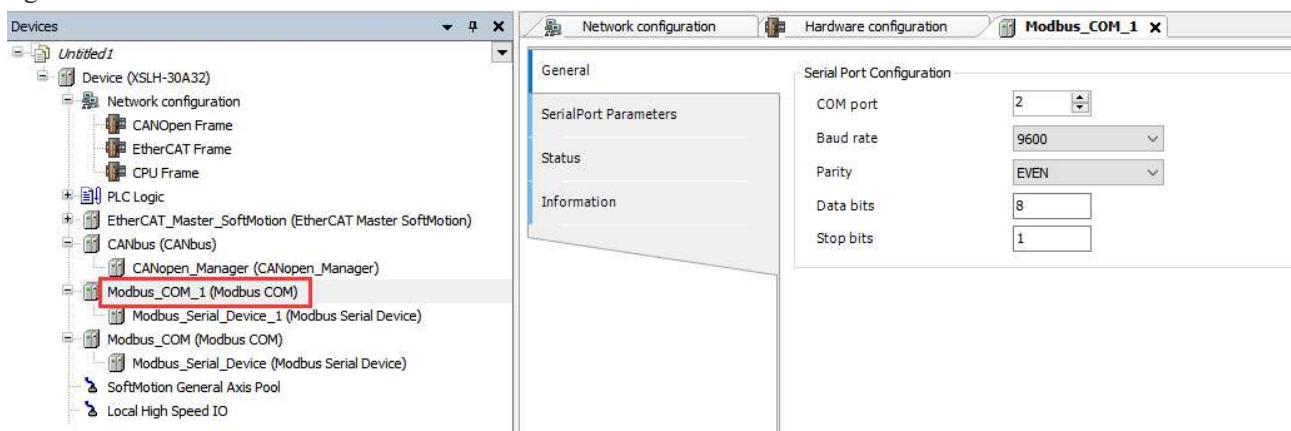 Devices
Untitled1
Device (XSLH-30A32)
Network configuration
CANOpen Frame
EtherCAT Frame
CPU Frame
PLC Logic
EtherCAT_Master_SoftMotion (EtherCAT Master SoftMotion)
CANbus (CANbus)
CANopen_Manager (CANopen_Manager)
Modbus_COM_1 (Modbus COM)
Modbus_Serial_Device_1 (Modbus Serial Device)
Modbus_COM (Modbus COM)
Modbus_Serial_Device (Modbus Serial Device)
SoftMotion General Axis Pool
Local High Speed IO
Network configuration Hardware configuration Modbus_COM_1
General
SerialPort Parameters
Status
Information
Serial Port Configuration
COM port 2
Baud rate 9600
Parity EVEN
Data bits 8
Stop bits 1